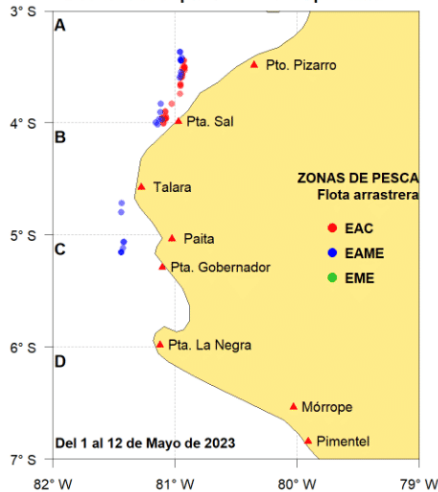 3° S
A
Pto. Pizarro
4° S
Pta. Sal
B
ZONAS DE PESCA
Flota arrastrera
Talara
EAC
5° S
Paita
C
EAME
Pta. Gobernador
EME
6° S
Pta. La Negra
D
Mórrope
Del 1 al 12 de Mayo de 2023
Pimentel
7° S
82° W
81° W
80° W
79° W